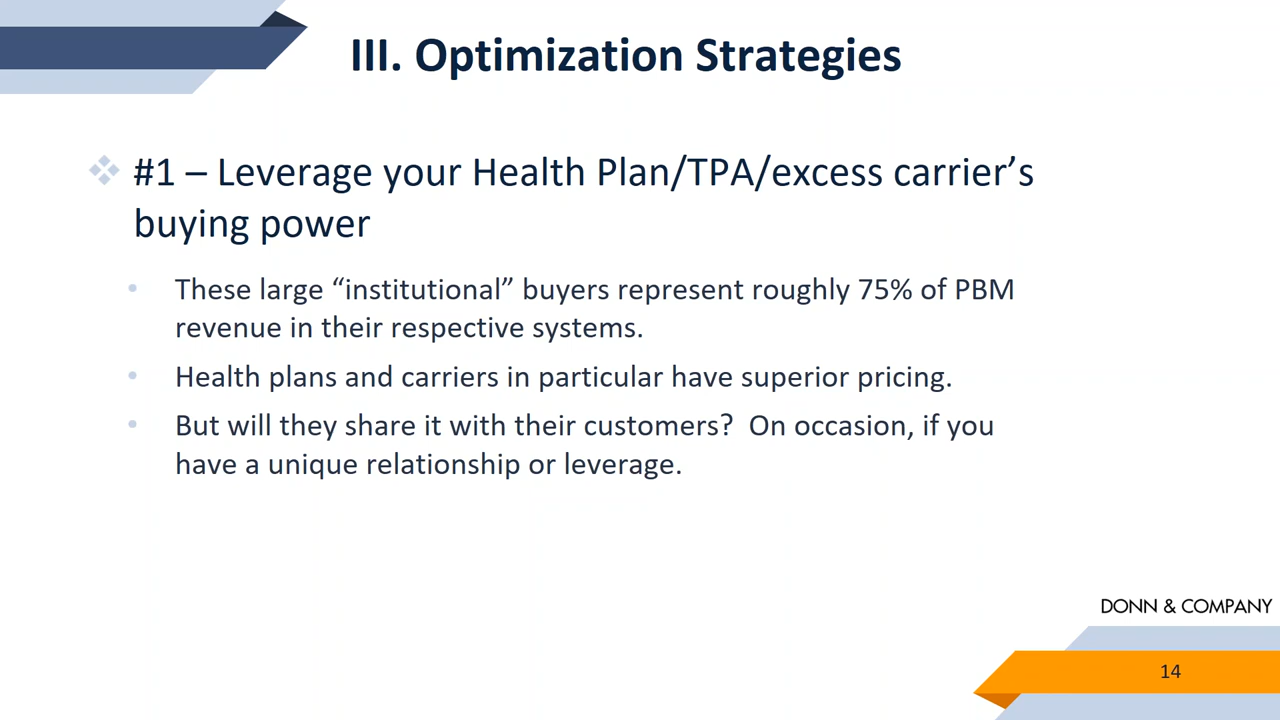 III. Optimization Strategies
#1 – Leverage your Health Plan/TPA/excess carrier’s
buying power
These large “institutional” buyers represent roughly 75% of PBM
revenue in their respective systems.
Health plans and carriers in particular have superior pricing.
But will they share it with their customers?  On occasion, if you
have a unique relationship or leverage.
DONN & COMPANY
14